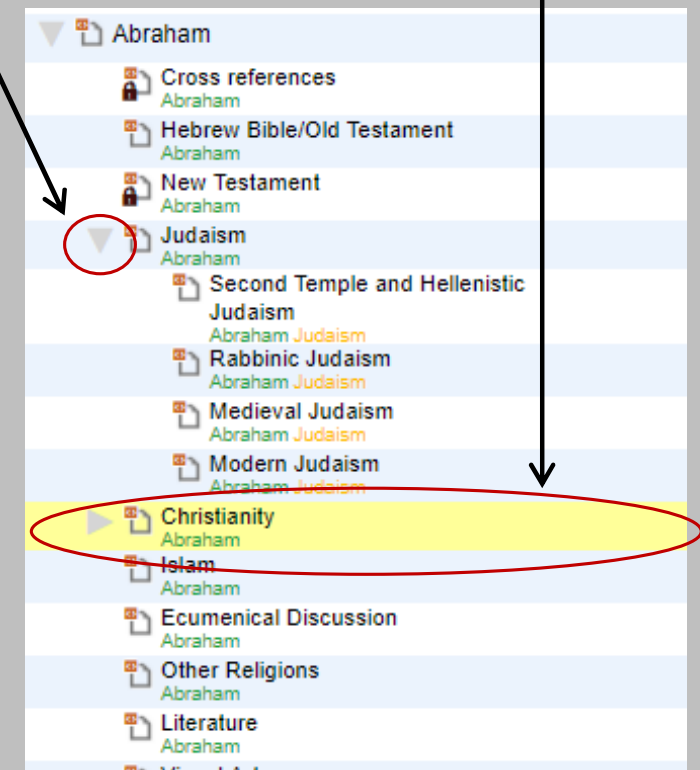 Abraham
Cross references
Abraham
Hebrew Bible/Old Testament
Abraham
New Testament
Abraham
Judaism
Abraham
Second Temple and Hellenistic
Judaism
Abraham Judaism
Rabbinic Judaism
Abraham Judaism
Medieval Judaism
Abraham Judaism
Modern Judaism
Abraham Judaism
Christianity
Abraham
Islam
Abraham
Ecumenical Discussion
Abraham
Other Religions
Abraham
Literature
Abraham